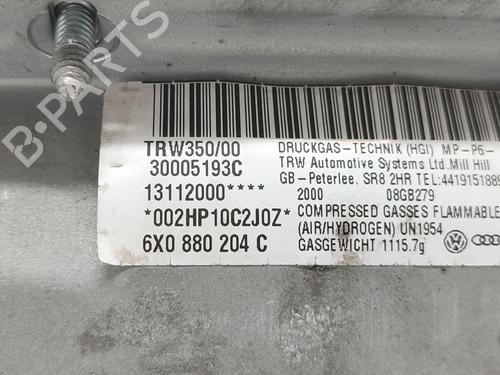 B-PARTS
TRW350/00
30005193C
13112000****
*002HP10C2J0Z*
6X0 880 204 C
DRUCKGAS-TECHNIK (HGI) MP-P6-
TRW Automotive Systems Ltd.Mill Hill
GB-Peterlee, SR8 2HR TEL:4419151889
2000 08GB279
COMPRESSED GASSES FLAMMABLE
(AIR/HYDROGEN) UN1954
GASGEWICHT 1115.7g